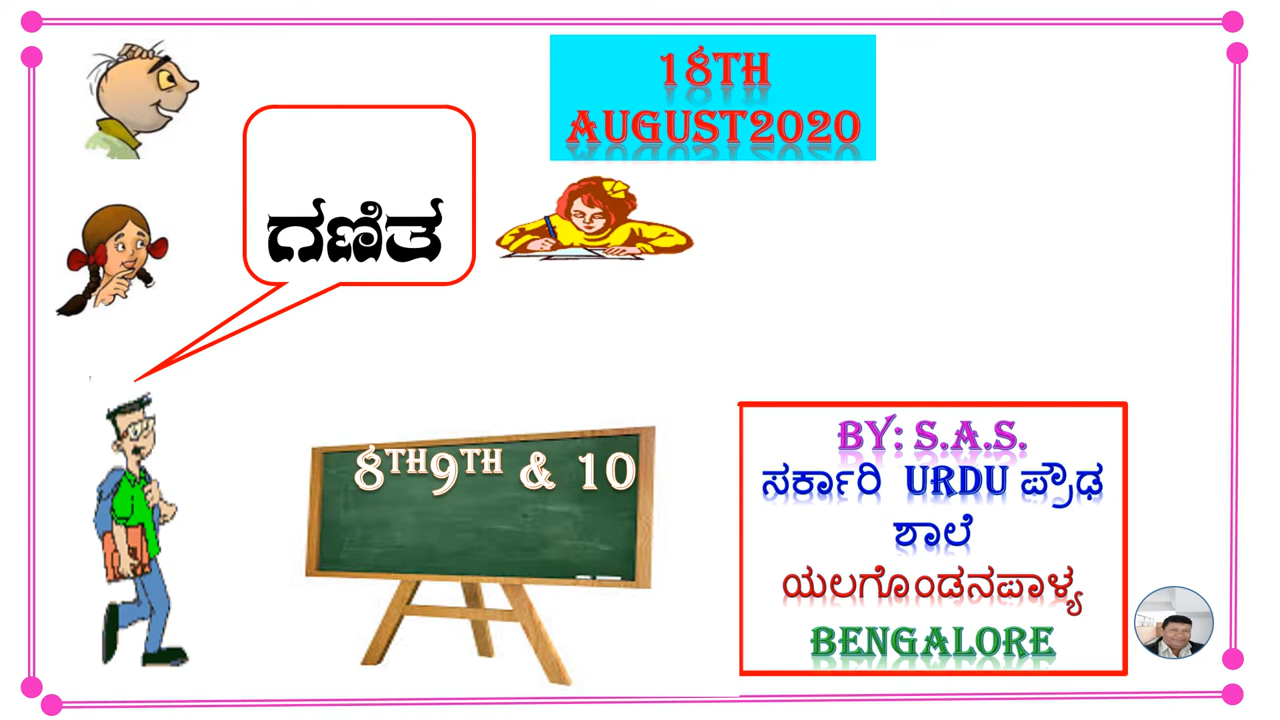 18TH
AUGUST2020
ಗಣಿತ
8TH9TH & 10
BY: S.A.S.
ಸರ್ಕಾರಿ URDU ಪ್ರೌಢ
ಶಾಲೆ
ಯಲಗೊಂಡನಪಾಳ್ಯ
BENGALORE